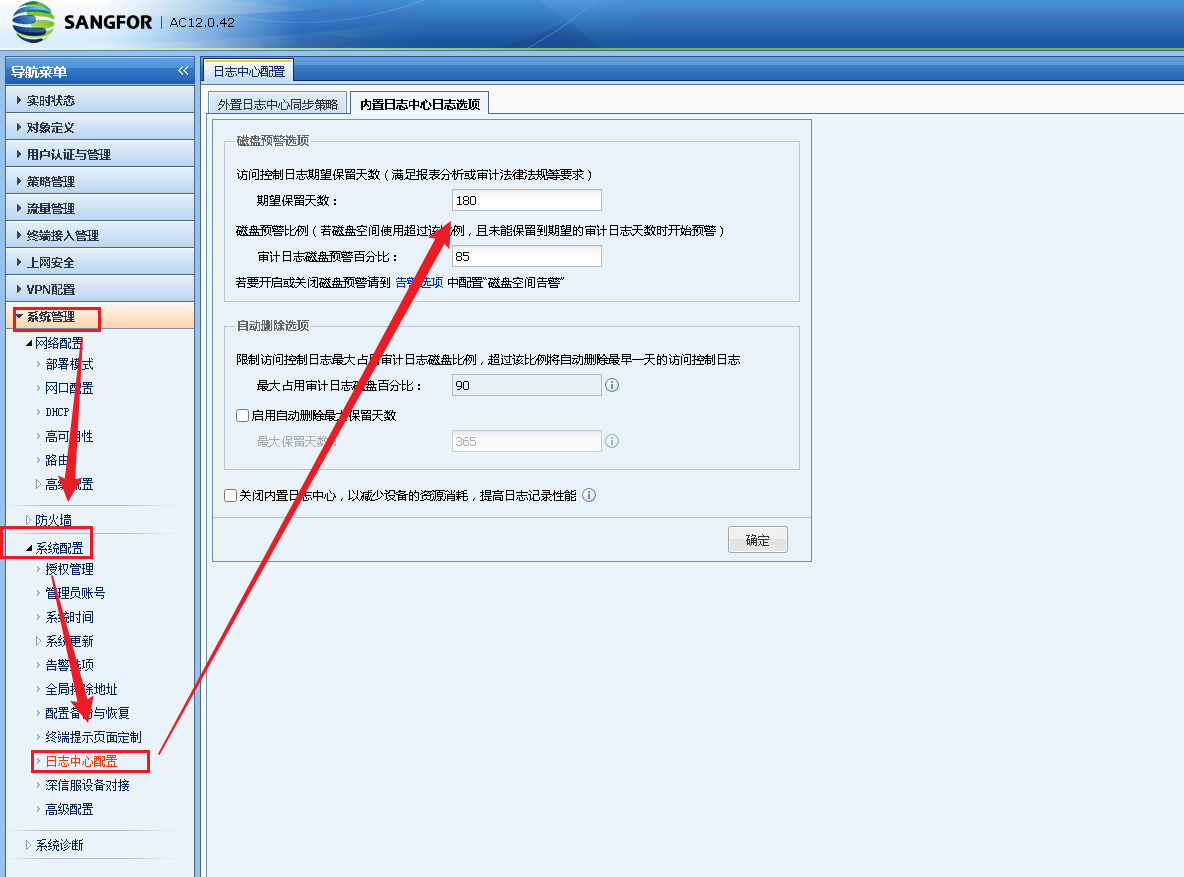 SANGFOR | AC12.0.42
导航菜单
实时状态
对象定义
用户认证与管理
策略管理
流量管理
终端接入管理
上网安全
VPN配置
系统管理
网络配置
部署模式
网口配置
DHCP
高可用性
路由
高级配置
防火墙
系统配置
授权管理
管理员账号
系统时间
系统更新
告警选项
全局排除地址
配置备份与恢复
终端提示页面定制
日志中心配置
深信服设备对接
高级配置
系统诊断
日志中心配置
外置日志中心同步策略
内置日志中心日志选项
磁盘预警选项
访问控制日志期望保留天数(满足报表分析或审计法律法规等要求)
期望保留天数: 180
磁盘预警比例(若磁盘空间使用超过该比例,且未能保留到期望的审计日志天数时开始预警)
审计日志磁盘预警百分比: 85
若要开启或关闭磁盘预警请到 告警选项 中配置“磁盘空间告警”
自动删除选项
限制访问控制日志最大占用审计日志磁盘比例,超过该比例将自动删除最早一天的访问控制日志
最大占用审计日志磁盘百分比: 90
启用自动删除最大保留天数
最大保留天数: 365
关闭内置日志中心,以减少设备的资源消耗,提高日志记录性能
确定